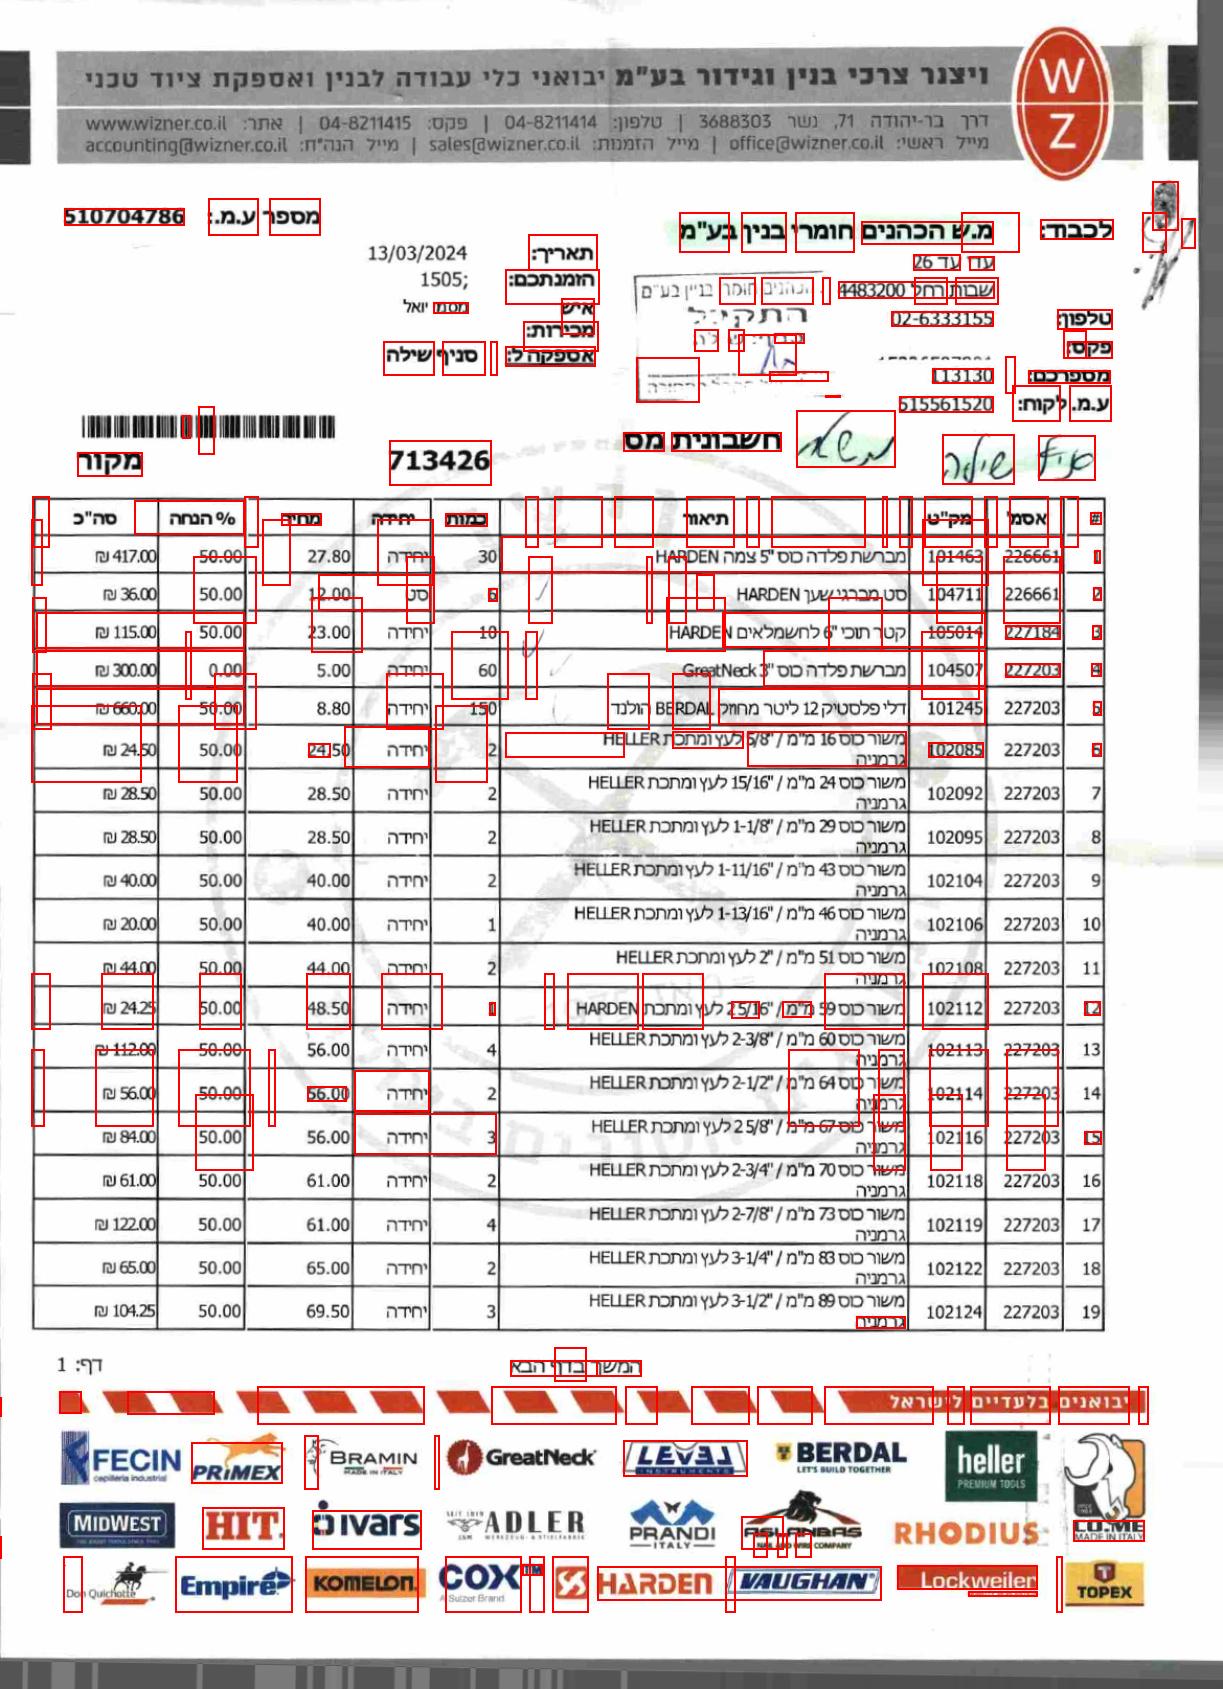 ויצנר צרכי בנין וגידור בע"מ יבואני כלי עבודה לבנין ואספקת ציוד טכני
דרך בר-יהודה 71, נשר 3688303 | טלפון: 04-8211414 | פקס: 04-8211415 | אתר: www.wizner.co.il
מייל ראשי: office@wizner.co.il | מייל הזמנות: sales@wizner.co.il | מייל הנה"ח: accounting@wizner.co.il
W
Z
לכבוד: מ.ש הכהנים חומרי בנין בע"מ
מספר ע.מ.: 510704786
עדו עד 26
תאריך: 13/03/2024
שבות רחל 4483200
הזמנתכם: 1505;
טלפון: 02-6333155
איש מכירות: מסמי יואל
פקס:
אספקה ל: סניף שילה
מספרכם: 113130
ע.מ. לקוח: 515561520
הכהנים חומרי בניין בע"מ
התקבל
סניף שילה
חשבונית מס 713426 מקור
# אסמ' מק"ט תיאור כמות יחידה מחיר % הנחה סה"כ
1 226661 101463 מברשת פלדה כוס "5 צמה HARDEN 30 יחידה 27.80 50.00 417.00 ₪
2 226661 104711 סט מברגי שען HARDEN 6 סט 12.00 50.00 36.00 ₪
3 227184 105014 קטר תוכי "6 לחשמלאים HARDEN 10 יחידה 23.00 50.00 115.00 ₪
4 227203 104507 מברשת פלדה כוס "3 GreatNeck 60 יחידה 5.00 0.00 300.00 ₪
5 227203 101245 דלי פלסטיק 12 ליטר מחוזק BERDAL הולנד 150 יחידה 8.80 50.00 660.00 ₪
6 227203 102085 משור כוס 16 מ"מ / "5/8 לעץ ומתכת HELLER גרמניה 2 יחידה 24.50 50.00 24.50 ₪
7 227203 102092 משור כוס 24 מ"מ / "15/16 לעץ ומתכת HELLER גרמניה 2 יחידה 28.50 50.00 28.50 ₪
8 227203 102095 משור כוס 29 מ"מ / "1-1/8 לעץ ומתכת HELLER גרמניה 2 יחידה 28.50 50.00 28.50 ₪
9 227203 102104 משור כוס 43 מ"מ / "1-11/16 לעץ ומתכת HELLER גרמניה 2 יחידה 40.00 50.00 40.00 ₪
10 227203 102106 משור כוס 46 מ"מ / "1-13/16 לעץ ומתכת HELLER גרמניה 1 יחידה 40.00 50.00 20.00 ₪
11 227203 102108 משור כוס 51 מ"מ / "2 לעץ ומתכת HELLER גרמניה 2 יחידה 44.00 50.00 44.00 ₪
12 227203 102112 משור כוס 59 מ"מ / "2 5/16 לעץ ומתכת HARDEN 1 יחידה 48.50 50.00 24.25 ₪
13 227203 102113 משור כוס 60 מ"מ / "2-3/8 לעץ ומתכת HELLER גרמניה 4 יחידה 56.00 50.00 112.00 ₪
14 227203 102114 משור כוס 64 מ"מ / "2-1/2 לעץ ומתכת HELLER גרמניה 2 יחידה 56.00 50.00 56.00 ₪
15 227203 102116 משור כוס 67 מ"מ / "2 5/8 לעץ ומתכת HELLER גרמניה 3 יחידה 56.00 50.00 84.00 ₪
16 227203 102118 משור כוס 70 מ"מ / "2-3/4 לעץ ומתכת HELLER גרמניה 2 יחידה 61.00 50.00 61.00 ₪
17 227203 102119 משור כוס 73 מ"מ / "2-7/8 לעץ ומתכת HELLER גרמניה 4 יחידה 61.00 50.00 122.00 ₪
18 227203 102122 משור כוס 83 מ"מ / "3-1/4 לעץ ומתכת HELLER גרמניה 2 יחידה 65.00 50.00 65.00 ₪
19 227203 102124 משור כוס 89 מ"מ / "3-1/2 לעץ ומתכת HELLER גרמניה 3 יחידה 69.50 50.00 104.25 ₪
המשך בדף הבא
דף: 1
יבואנים בלעדיים לישראל
FECIN capilleria industrial PRIMEX BRAMIN MADE IN ITALY GreatNeck LEVEL INSTRUMENTS BERDAL LET'S BUILD TOGETHER heller PREMIUM TOOLS
MIDWEST HIT ivars ADLER PRANDI ITALY ASLANBAS NAIL AND WIRE COMPANY RHODIUS CO.ME MADE IN ITALY
Don Quichotte Empire KOMELON COX™ A Sulzer Brand HARDEN VAUGHAN Lockweiler TOPEX